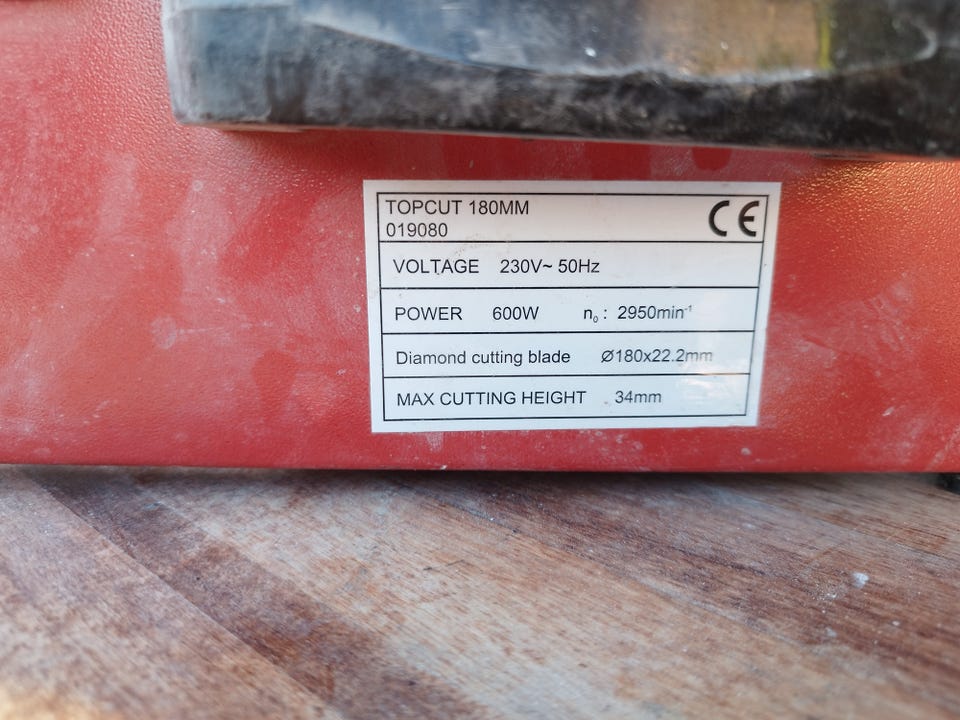 TOPCUT 180MM
019080
CE
VOLTAGE 230V~ 50Hz
POWER 600W n₀ : 2950min⁻¹
Diamond cutting blade Ø180x22.2mm
MAX CUTTING HEIGHT 34mm